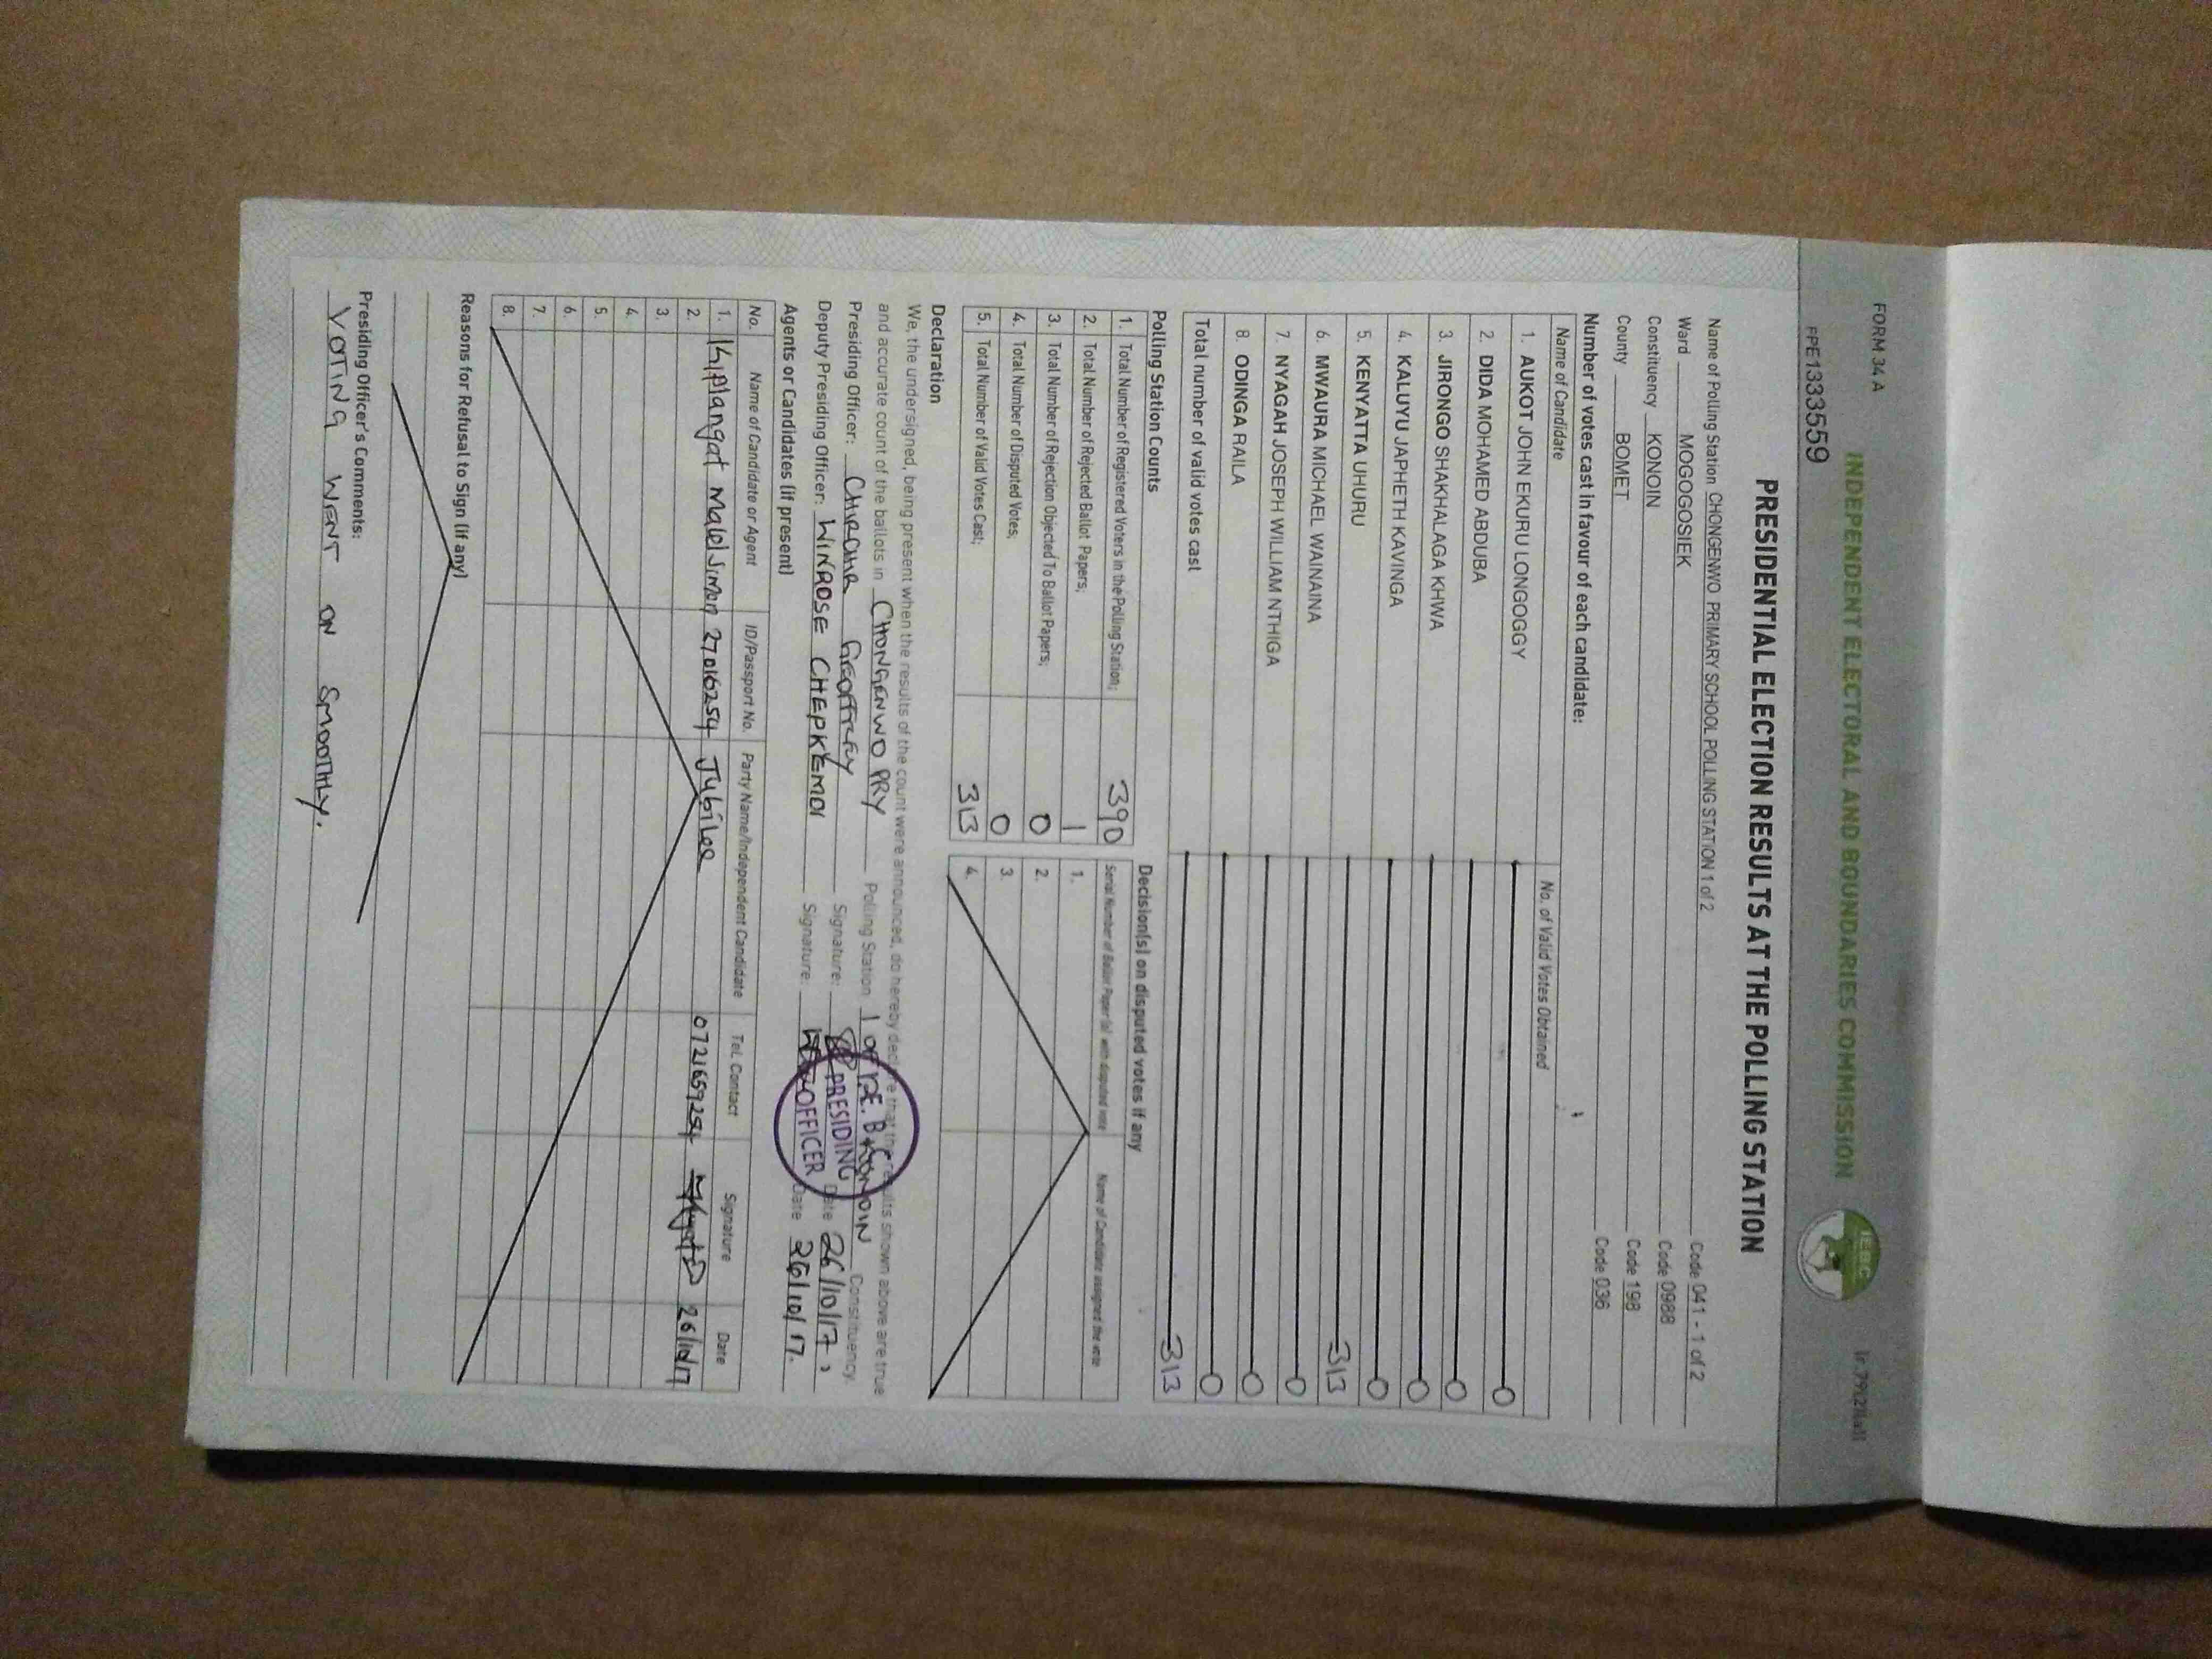 FORM 34 A
INDEPENDENT ELECTORAL AND BOUNDARIES COMMISSION
IEBC
PPE1333559
PRESIDENTIAL ELECTION RESULTS AT THE POLLING STATION
Name of Polling Station CHONGENWO PRIMARY SCHOOL POLLING STATION 1 of 2 Code 041 - 1 of 2
Ward MOGOGOSIEK Code 0988
Constituency KONOIN Code 198
County BOMET Code 036
Number of votes cast in favour of each candidate:
Name of Candidate No. of Valid Votes Obtained
1. AUKOT JOHN EKURU LONGOGGY 0
2. DIDA MOHAMED ABDUBA 0
3. JIRONGO SHAKHALAGA KHWA 0
4. KALUYU JAPHETH KAVINGA 0
5. KENYATTA UHURU 313
6. MWAURA MICHAEL WAINAINA 0
7. NYAGAH JOSEPH WILLIAM NTHIGA 0
8. ODINGA RAILA 0
Total number of valid votes cast 313
Polling Station Counts
1. Total Number of Registered Voters in the Polling Station; 390
2. Total Number of Rejected Ballot Papers; 1
3. Total Number of Rejection Objected To Ballot Papers; 0
4. Total Number of Disputed Votes; 0
5. Total Number of Valid Votes Cast; 313
Decision(s) on disputed votes if any
Serial Number of Ballot Paper(s) with disputed vote Name of Candidate assigned the vote
1.
2.
3.
4.
Declaration
We, the undersigned, being present when the results of the count were announced, do hereby declare that the results shown above are true
and accurate count of the ballots in CHONGENWO PRY Polling Station 1 OF 2 KONOIN Constituency.
Presiding Officer: CHIRCHIR GEOFFREY Signature: Date 26/10/17
Deputy Presiding Officer: WINROSE CHEPKEMOI Signature: Date 26/10/17.
PRESIDING
OFFICER
Agents or Candidates (if present)
No. Name of Candidate or Agent ID/Passport No. Party Name/Independent Candidate Tel. Contact Signature Date
1. Kiplangat Malel Simon 27016254 Jubilee 0721659254 26/10/17
2.
3.
4.
5.
6.
7.
8.
Reasons for Refusal to Sign (if any)
Presiding Officer's Comments:
VOTING WENT ON SMOOTHLY.